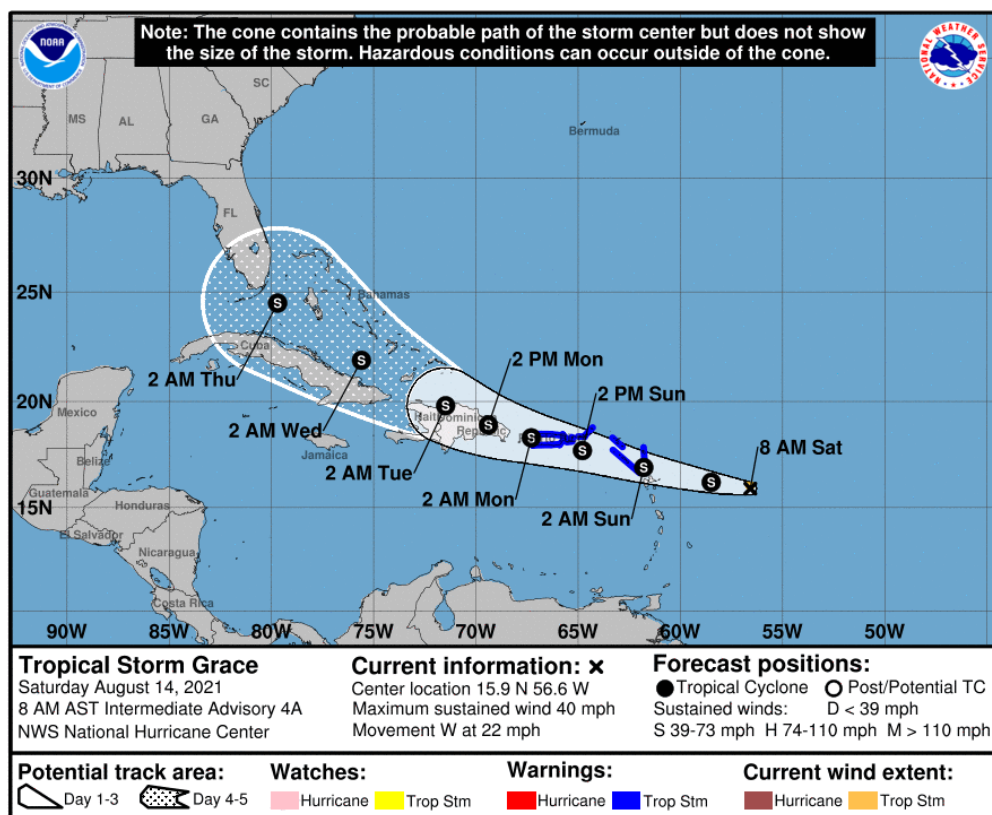 Note: The cone contains the probable path of the storm center but does not show
the size of the storm. Hazardous conditions can occur outside of the cone.
NOAA
NATIONAL WEATHER SERVICE
SC
MS
AL
GA
Bermuda
30N
FL
25N
Bahamas
S
Cuba
2 AM Thu
S
2 PM Mon
20N
Mexico
2 PM Sun
S
Haiti
Dominican
Republic
S
2 AM Wed
Jamaica
S
S
8 AM Sat
Belize
2 AM Tue
S
S
Guatemala
2 AM Mon
15N
Honduras
2 AM Sun
El Salvador
Nicaragua
Costa Rica
90W 85W 80W 75W 70W 65W 60W 55W 50W
Tropical Storm Grace
Saturday August 14, 2021
8 AM AST Intermediate Advisory 4A
NWS National Hurricane Center
Current information: x
Center location 15.9 N 56.6 W
Maximum sustained wind 40 mph
Movement W at 22 mph
Forecast positions:
Tropical Cyclone Post/Potential TC
Sustained winds: D < 39 mph
S 39-73 mph H 74-110 mph M > 110 mph
Potential track area:
Day 1-3 Day 4-5
Watches:
Hurricane Trop Stm
Warnings:
Hurricane Trop Stm
Current wind extent:
Hurricane Trop Stm